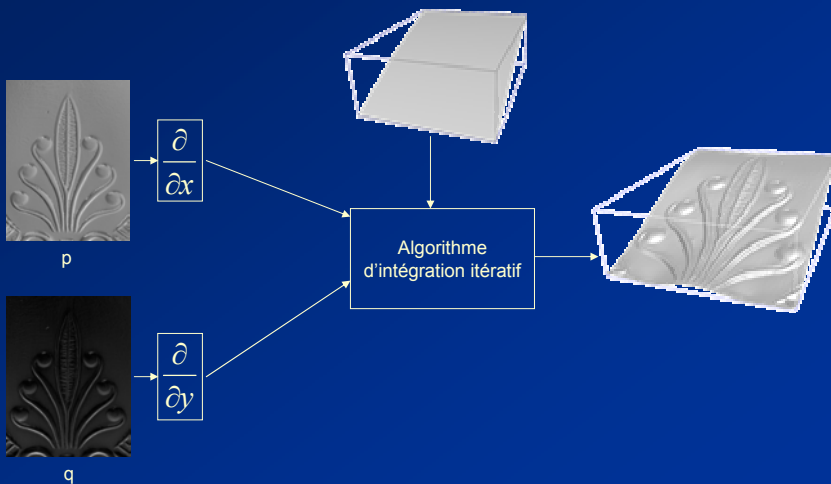 ∂
∂x
p
Algorithme
d'intégration itératif
∂
∂y
q